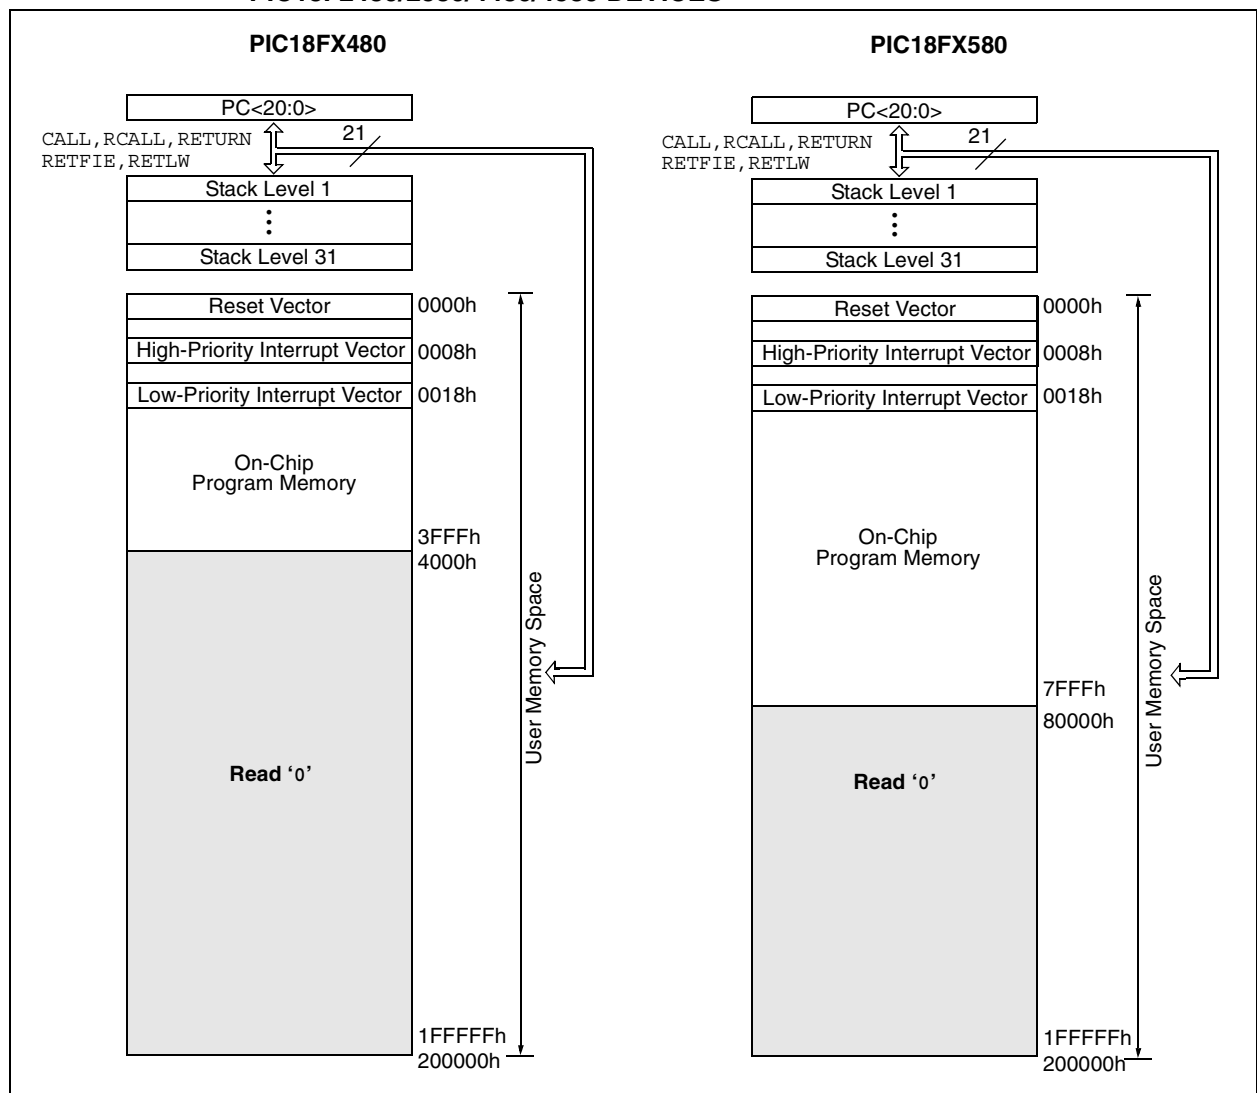 PIC18FX480
PC<20:0>
CALL,RCALL,RETURN
RETFIE,RETLW
21
Stack Level 1
Stack Level 31
Reset Vector
0000h
High-Priority Interrupt Vector
0008h
Low-Priority Interrupt Vector
0018h
On-Chip
Program Memory
3FFFh
4000h
Read ‘0’
1FFFFFh
200000h
User Memory Space
PIC18FX580
PC<20:0>
CALL,RCALL,RETURN
RETFIE,RETLW
21
Stack Level 1
Stack Level 31
Reset Vector
0000h
High-Priority Interrupt Vector
0008h
Low-Priority Interrupt Vector
0018h
On-Chip
Program Memory
7FFFh
80000h
Read ‘0’
1FFFFFh
200000h
User Memory Space